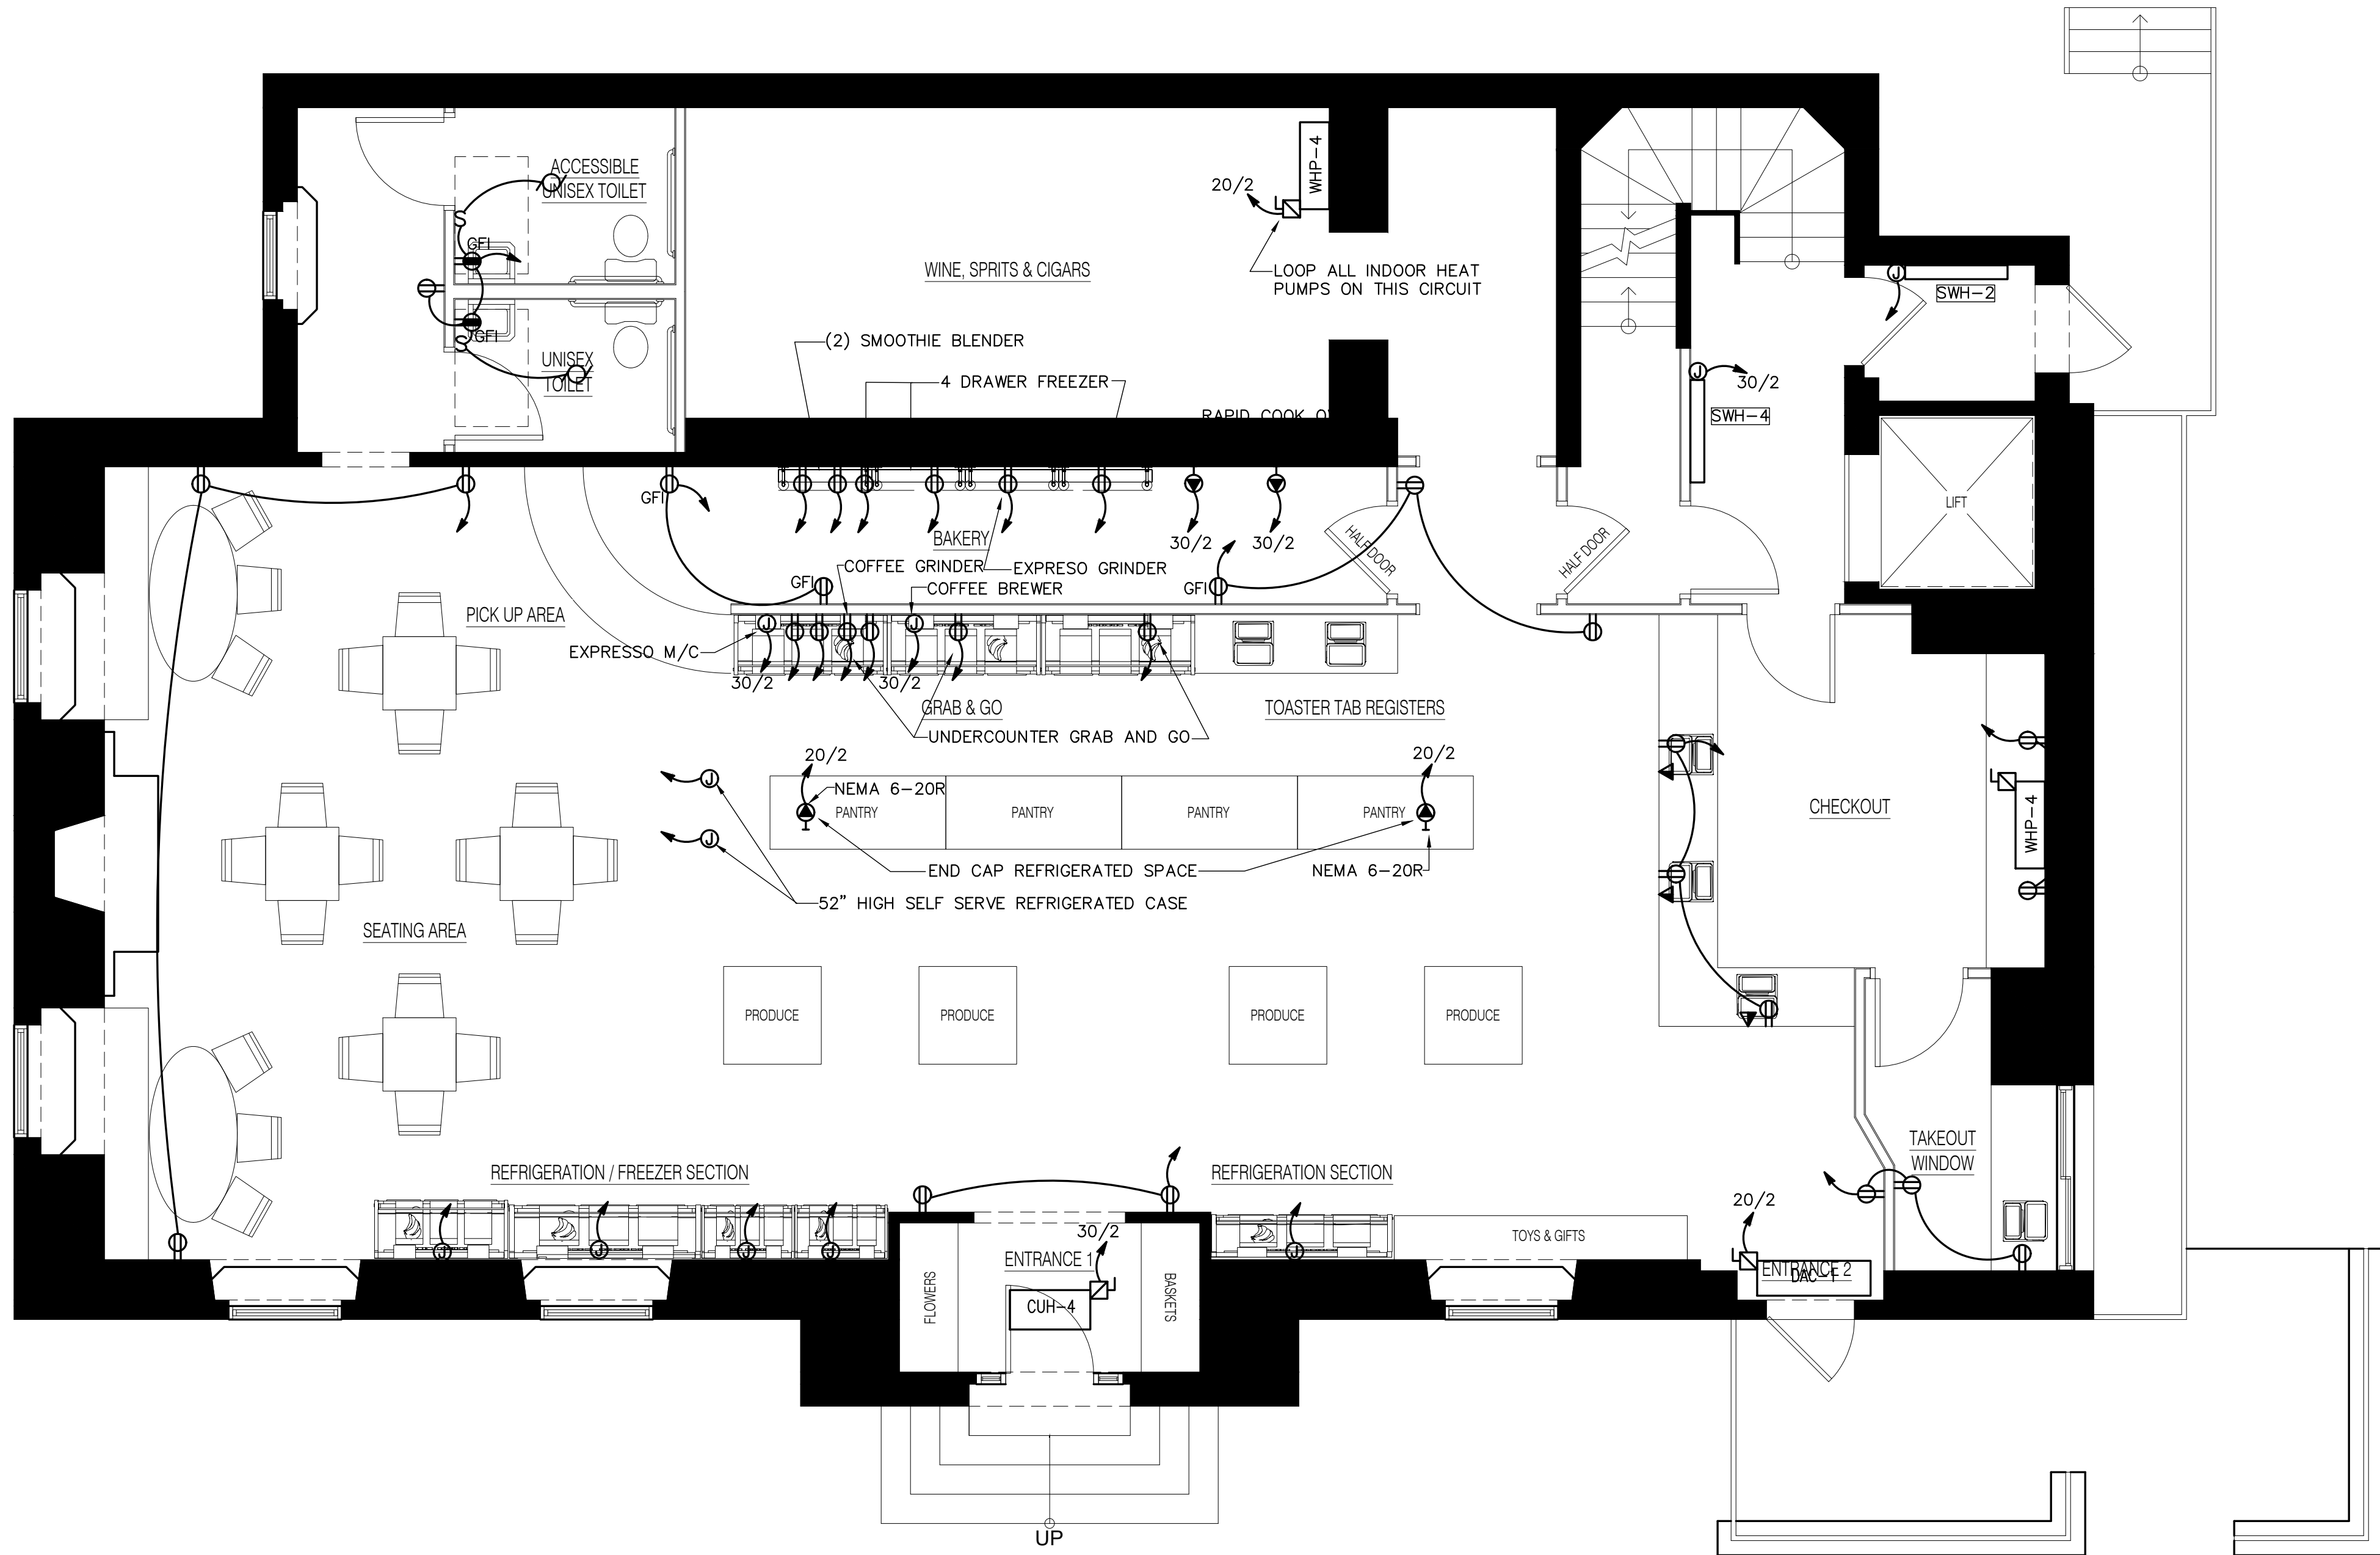 ACCESSIBLE
UNISEX TOILET
S
GFI
GFI
S
UNISEX
TOILET
WINE, SPRITS & CIGARS
WHP-4
20/2
LOOP ALL INDOOR HEAT
PUMPS ON THIS CIRCUIT
J
SWH-2
J
30/2
SWH-4
(2) SMOOTHIE BLENDER
4 DRAWER FREEZER
RAPID COOK
LIFT
GFI
BAKERY
30/2
30/2
HALF DOOR
HALF DOOR
COFFEE GRINDER
EXPRESO GRINDER
GFI
COFFEE BREWER
GFI
PICK UP AREA
J
J
EXPRESSO M/C
30/2
30/2
GRAB & GO
TOASTER TAB REGISTERS
UNDERCOUNTER GRAB AND GO
20/2
20/2
J
NEMA 6-20R
PANTRY
PANTRY
PANTRY
PANTRY
CHECKOUT
WHP-4
J
END CAP REFRIGERATED SPACE
NEMA 6-20R
52” HIGH SELF SERVE REFRIGERATED CASE
SEATING AREA
PRODUCE
PRODUCE
PRODUCE
PRODUCE
TAKEOUT
WINDOW
REFRIGERATION / FREEZER SECTION
REFRIGERATION SECTION
J
J
J
J
J
30/2
20/2
TOYS & GIFTS
ENTRANCE 1
FLOWERS
BASKETS
CUH-4
ENTRANCE 2
UP